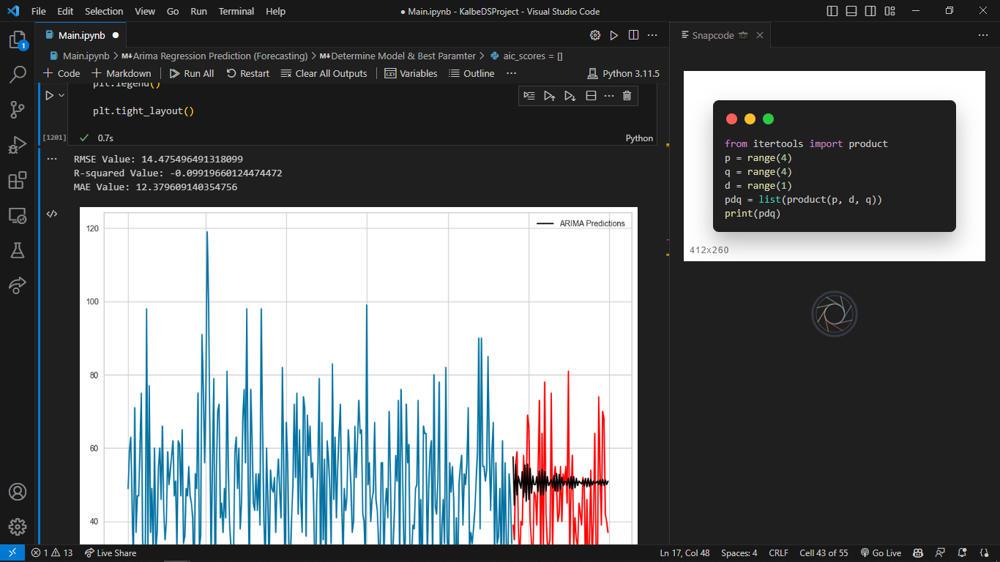 File Edit Selection View Go Run Terminal Help
● Main.ipynb - KalbeDSProject - Visual Studio Code
Main.ipynb ●
Snapcode
Main.ipynb > M↓Arima Regression Prediction (Forecasting) > M↓Determine Model & Best Paramter > aic_scores = []
+ Code + Markdown | Run All Restart Clear All Outputs | Variables Outline ... Python 3.11.5
1
plt.legend()
plt.tight_layout()
[1201] ✓ 0.7s Python
RMSE Value: 14.475496491318099
R-squared Value: -0.09919660124474472
MAE Value: 12.379609140354756
ARIMA Predictions
120
100
80
60
40
from itertools import product
p = range(4)
q = range(4)
d = range(1)
pdq = list(product(p, d, q))
print(pdq)
412x260
1 13 Live Share
Ln 17, Col 48 Spaces: 4 CRLF Cell 43 of 55 Go Live